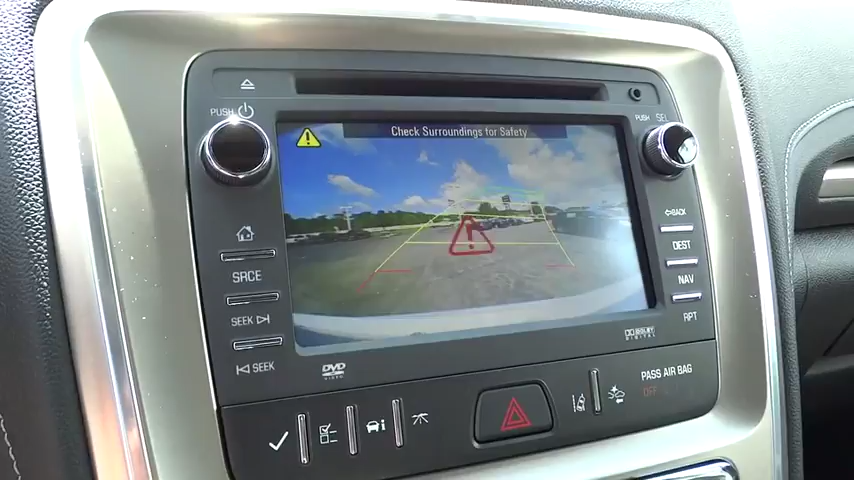 PUSH
PUSH SEL
Check Surroundings for Safety
BACK
SRCE
DEST
SEEK
NAV
SEEK
RPT
DVD
VIDEO
DOLBY
DIGITAL
PASS AIR BAG
OFF